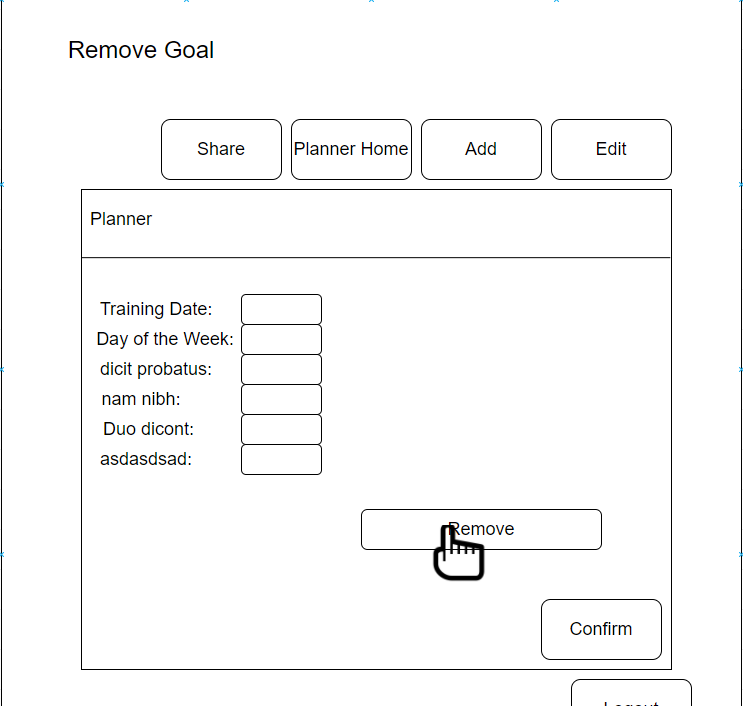 Remove Goal
Share
Planner Home
Add
Edit
Planner
Training Date:
Day of the Week:
dicit probatus:
nam nibh:
Duo dicont:
asdasdsad:
Remove
Confirm
Logout